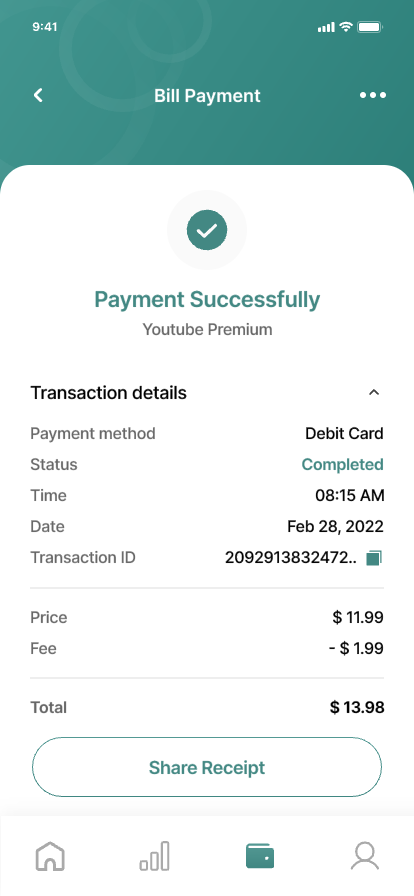 9:41
Bill Payment
Payment Successfully
Youtube Premium
Transaction details
Payment method Debit Card
Status Completed
Time 08:15 AM
Date Feb 28, 2022
Transaction ID 2092913832472..
Price $ 11.99
Fee - $ 1.99
Total $ 13.98
Share Receipt